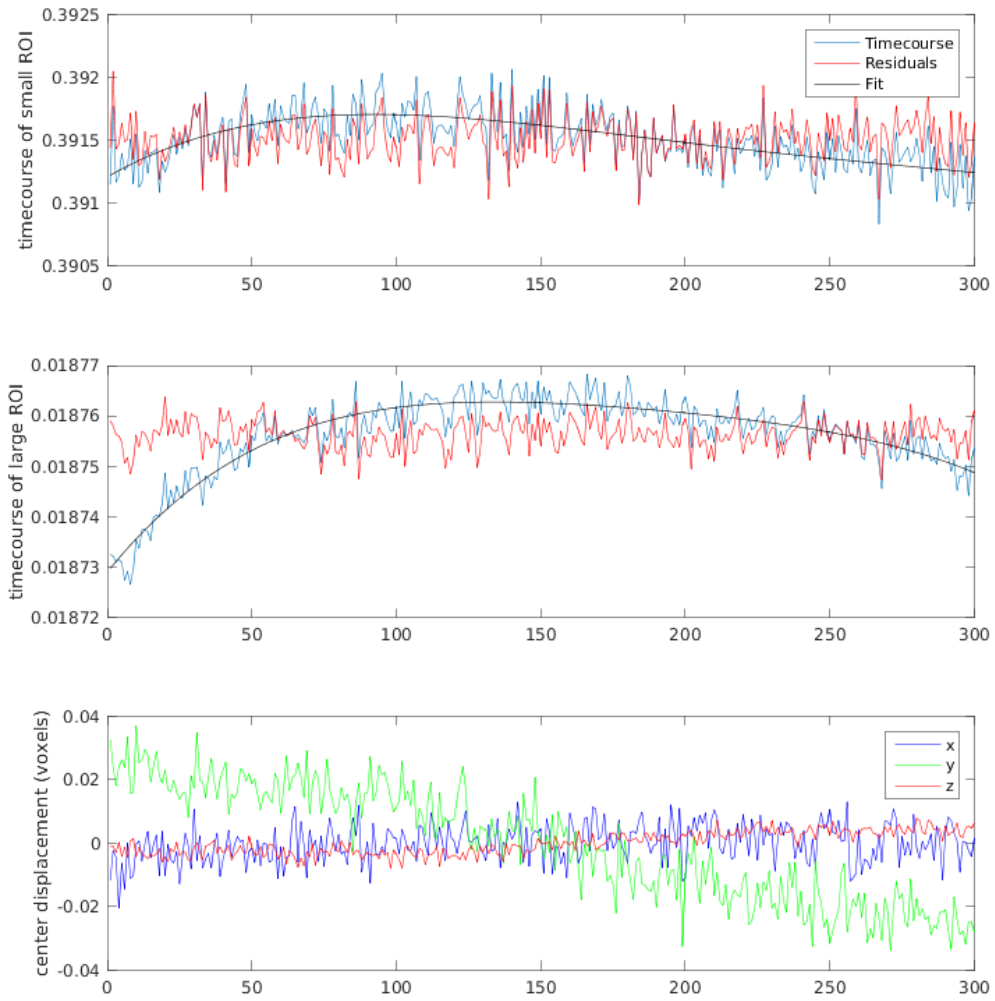 timecourse of small ROI
0.3925
0.392
0.3915
0.391
0.3905
Timecourse
Residuals
Fit
0 50 100 150 200 250 300
timecourse of large ROI
0.01877
0.01876
0.01875
0.01874
0.01873
0.01872
0 50 100 150 200 250 300
center displacement (voxels)
0.04
0.02
0
-0.02
-0.04
x
y
z
0 50 100 150 200 250 300